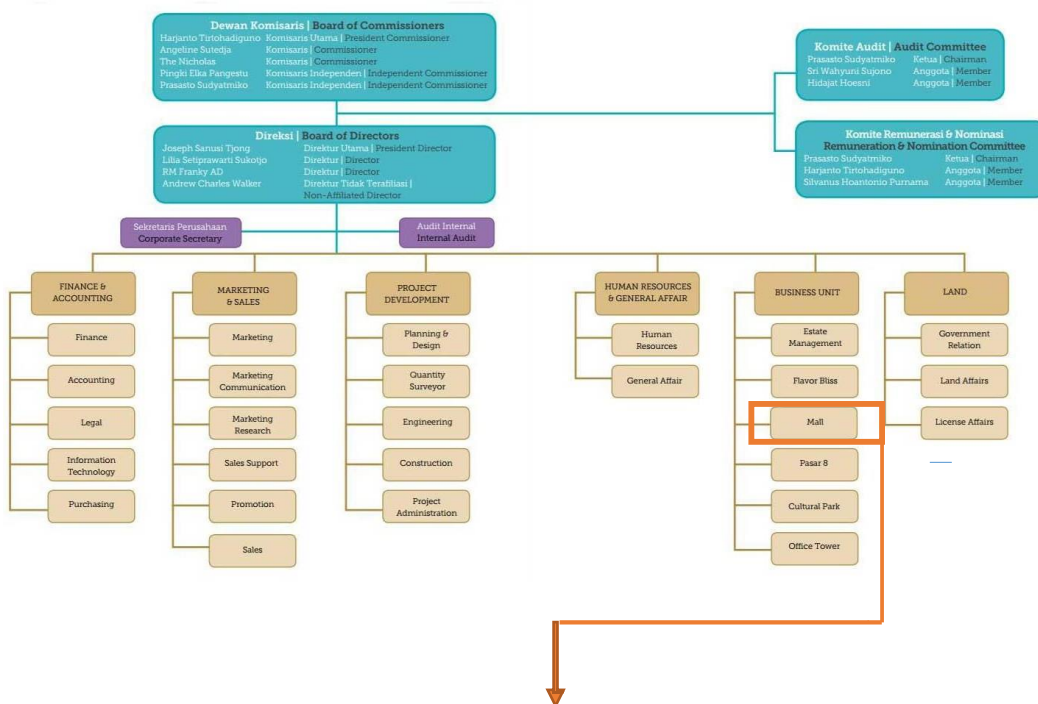 Dewan Komisaris | Board of Commissioners
Harjanto Tirtohadiguno Komisaris Utama | President Commissioner
Angeline Sutedja Komisaris | Commissioner
The Nicholas Komisaris | Commissioner
Pingki Elka Pangestu Komisaris Independen | Independent Commissioner
Prasasto Sudyatmiko Komisaris Independen | Independent Commissioner
Komite Audit | Audit Committee
Prasasto Sudyatmiko Ketua | Chairman
Sri Wahyuni Sujono Anggota | Member
Hidajat Hoesni Anggota | Member
Direksi | Board of Directors
Joseph Sanusi Tjong Direktur Utama | President Director
Lilia Setiprawarti Sukotjo Direktur | Director
RM Franky AD Direktur | Director
Andrew Charles Walker Direktur Tidak Terafiliasi |
Non-Affiliated Director
Komite Remunerasi & Nominasi
Remuneration & Nomination Committee
Prasasto Sudyatmiko Ketua | Chairman
Harjanto Tirtohadiguno Anggota | Member
Silvanus Hoantonio Purnama Anggota | Member
Sekretaris Perusahaan
Corporate Secretary
Audit Internal
Internal Audit
FINANCE &
ACCOUNTING
Finance
Accounting
Legal
Information
Technology
Purchasing
MARKETING
& SALES
Marketing
Marketing
Communication
Marketing
Research
Sales Support
Promotion
Sales
PROJECT
DEVELOPMENT
Planning &
Design
Quantity
Surveyor
Engineering
Construction
Project
Administration
HUMAN RESOURCES
& GENERAL AFFAIR
Human
Resources
General Affair
BUSINESS UNIT
Estate
Management
Flavor Bliss
Mall
Pasar 8
Cultural Park
Office Tower
LAND
Government
Relation
Land Affairs
License Affairs